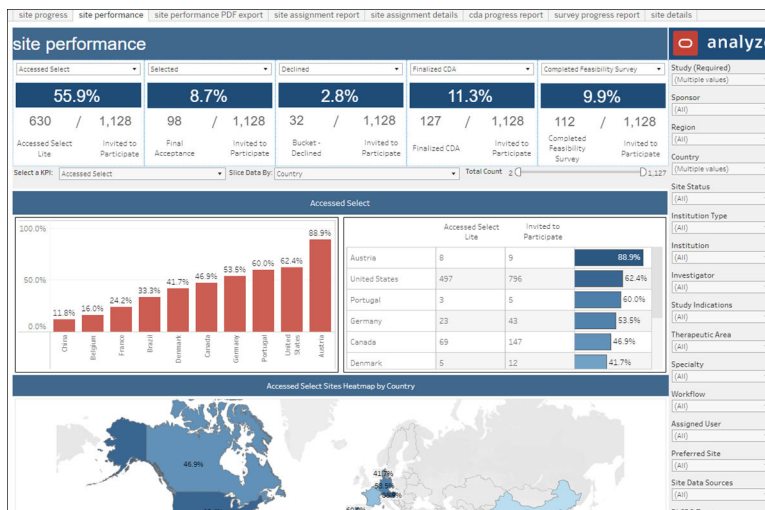 site progress site performance site performance PDF export site assignment report site assignment details cda progress report survey progress report site details
site performance
analyz
Accessed Select Selected Declined Finalized CDA Completed Feasibility Survey
55.9% 8.7% 2.8% 11.3% 9.9%
630 / 1,128 98 / 1,128 32 / 1,128 127 / 1,128 112 / 1,128
Accessed Select Lite Invited to Participate Final Acceptance Invited to Participate Bucket - Declined Invited to Participate Finalized CDA Invited to Participate Completed Feasibility Survey Invited to Participate
Select a KPI: Accessed Select Slice Data By: Country Total Count 2 1,127
Accessed Select
100.0%
50.0%
0.0%
11.8% 16.0% 24.2% 33.3% 41.7% 46.9% 53.5% 60.0% 62.4% 88.9%
China Belgium France Brazil Denmark Canada Germany Portugal United States Austria
Accessed Select Lite Invited to Participate
Austria 8 9 88.9%
United States 497 796 62.4%
Portugal 3 5 60.0%
Germany 23 43 53.5%
Canada 69 147 46.9%
Denmark 5 12 41.7%
Accessed Select Sites Heatmap by Country
46.9%
Study (Required)
(Multiple values)
Sponsor
(All)
Region
(All)
Country
(Multiple values)
Site Status
(All)
Institution Type
(All)
Institution
(All)
Investigator
(All)
Study Indications
(All)
Therapeutic Area
(All)
Specialty
(All)
Workflow
(All)
Assigned User
(All)
Preferred Site
(All)
Site Data Sources
(All)